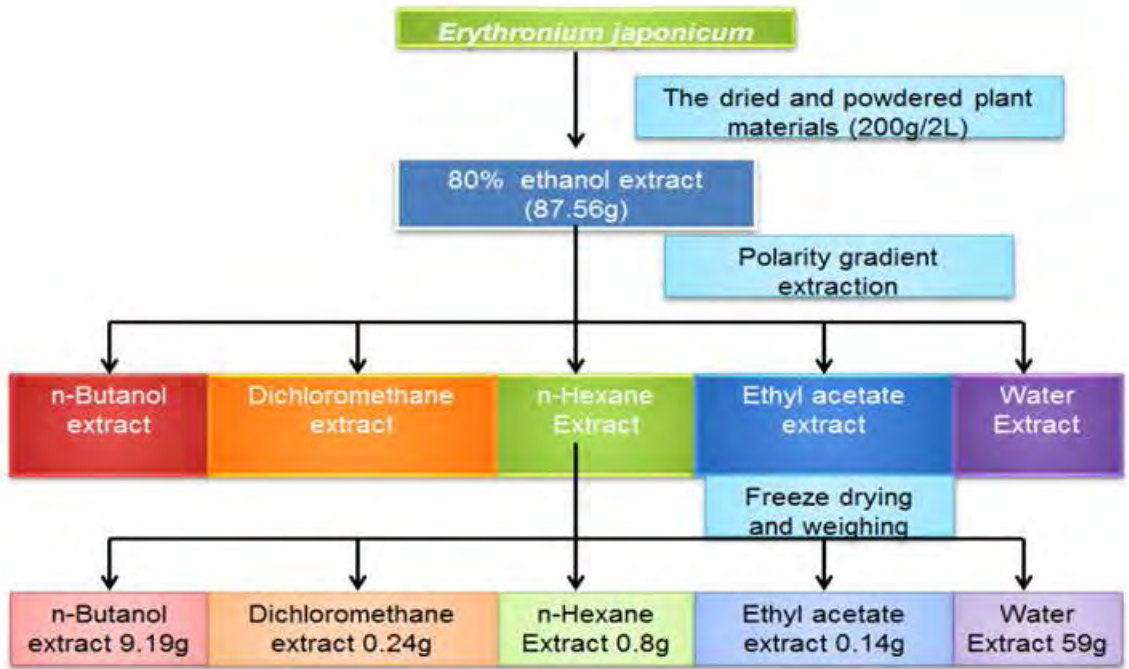 Erythronium japonicum
The dried and powdered plant
materials (200g/2L)
80% ethanol extract
(87.56g)
Polarity gradient
extraction
n-Butanol
extract
Dichloromethane
extract
n-Hexane
Extract
Ethyl acetate
extract
Water
Extract
Freeze drying
and weighing
n-Butanol
extract 9.19g
Dichloromethane
extract 0.24g
n-Hexane
Extract 0.8g
Ethyl acetate
extract 0.14g
Water
Extract 59g